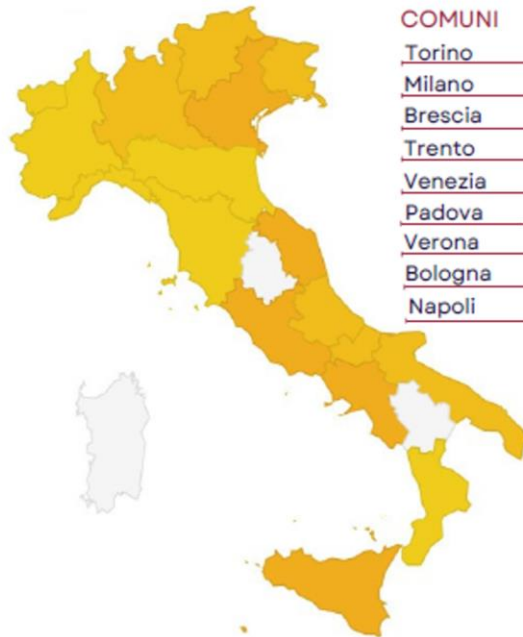 COMUNI
Torino
Milano
Brescia
Trento
Venezia
Padova
Verona
Bologna
Napoli